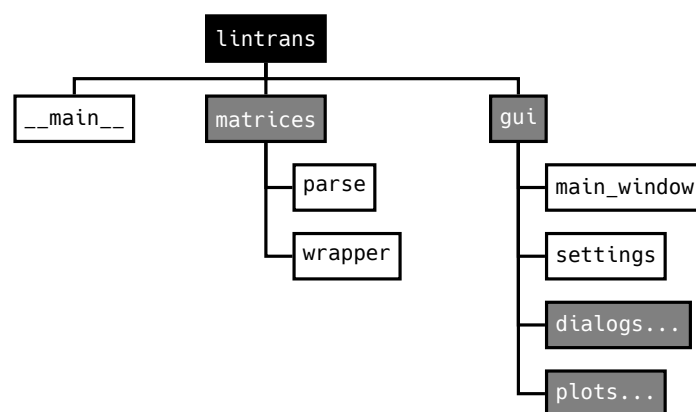 lintrans
__main__
matrices
gui
parse
main_window
wrapper
settings
dialogs...
plots...